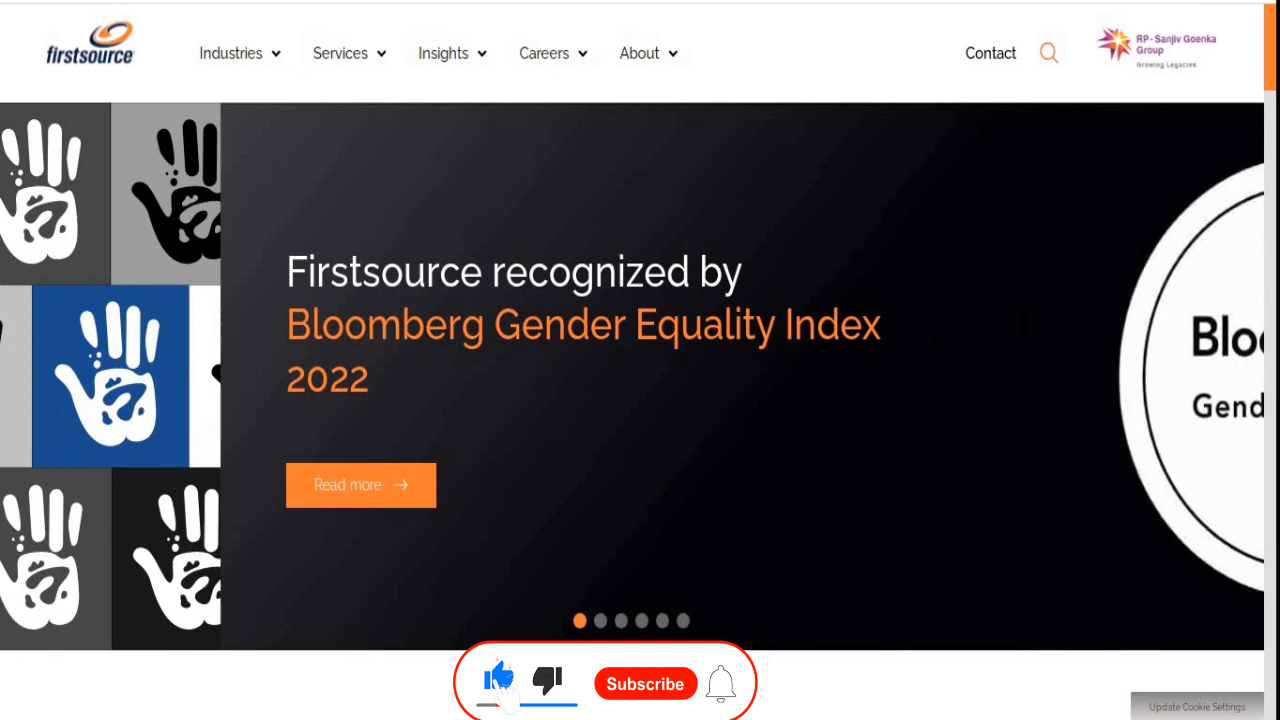 firstsource
Industries
Services
Insights
Careers
About
Contact
RP-Sanjiv Goenka
Group
Growing Legacies
Firstsource recognized by
Bloomberg Gender Equality Index
2022
Read more
Bloo
Gend
Subscribe
Update Cookie Settings